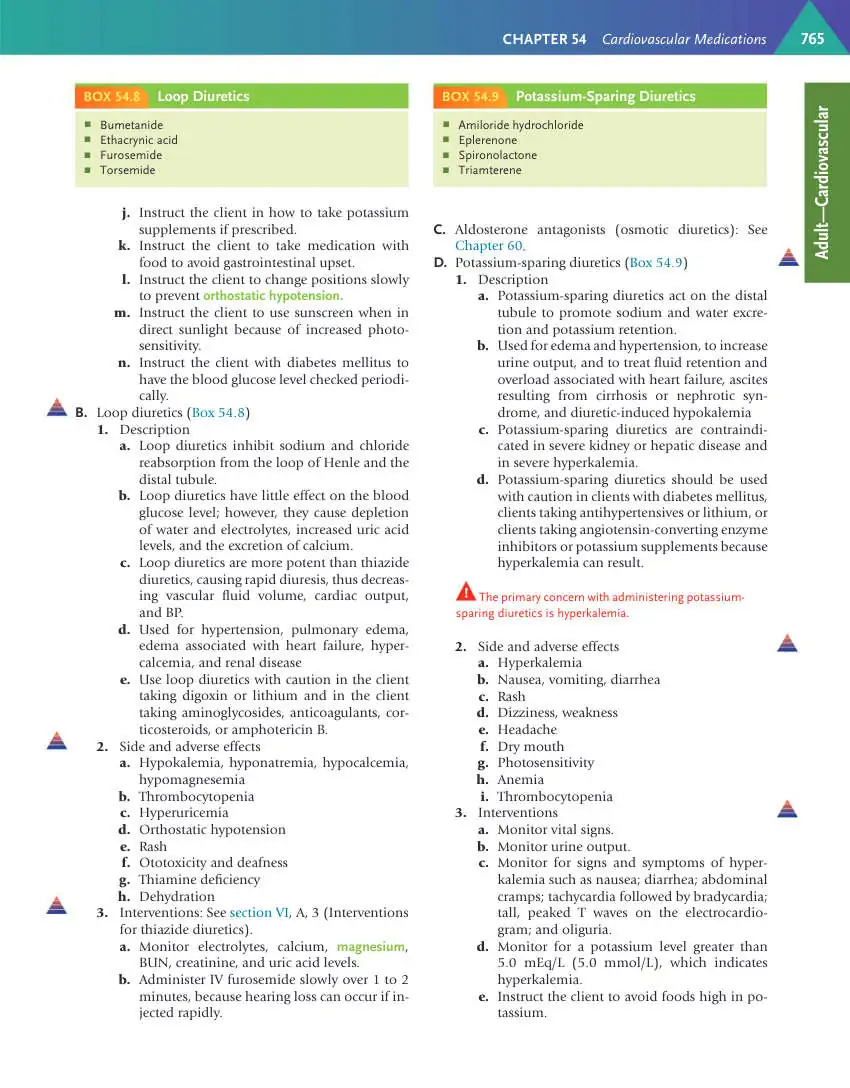 CHAPTER 54 Cardiovascular Medications 765
Adult—Cardiovascular
BOX 54.8 Loop Diuretics
■ Bumetanide
■ Ethacrynic acid
■ Furosemide
■ Torsemide
j. Instruct the client in how to take potassium
supplements if prescribed.
k. Instruct the client to take medication with
food to avoid gastrointestinal upset.
l. Instruct the client to change positions slowly
to prevent orthostatic hypotension.
m. Instruct the client to use sunscreen when in
direct sunlight because of increased photo-
sensitivity.
n. Instruct the client with diabetes mellitus to
have the blood glucose level checked periodi-
cally.
B. Loop diuretics (Box 54.8)
1. Description
a. Loop diuretics inhibit sodium and chloride
reabsorption from the loop of Henle and the
distal tubule.
b. Loop diuretics have little effect on the blood
glucose level; however, they cause depletion
of water and electrolytes, increased uric acid
levels, and the excretion of calcium.
c. Loop diuretics are more potent than thiazide
diuretics, causing rapid diuresis, thus decreas-
ing vascular fluid volume, cardiac output,
and BP.
d. Used for hypertension, pulmonary edema,
edema associated with heart failure, hyper-
calcemia, and renal disease
e. Use loop diuretics with caution in the client
taking digoxin or lithium and in the client
taking aminoglycosides, anticoagulants, cor-
ticosteroids, or amphotericin B.
2. Side and adverse effects
a. Hypokalemia, hyponatremia, hypocalcemia,
hypomagnesemia
b. Thrombocytopenia
c. Hyperuricemia
d. Orthostatic hypotension
e. Rash
f. Ototoxicity and deafness
g. Thiamine deficiency
h. Dehydration
3. Interventions: See section VI, A, 3 (Interventions
for thiazide diuretics).
a. Monitor electrolytes, calcium, magnesium,
BUN, creatinine, and uric acid levels.
b. Administer IV furosemide slowly over 1 to 2
minutes, because hearing loss can occur if in-
jected rapidly.
BOX 54.9 Potassium-Sparing Diuretics
■ Amiloride hydrochloride
■ Eplerenone
■ Spironolactone
■ Triamterene
C. Aldosterone antagonists (osmotic diuretics): See
Chapter 60.
D. Potassium-sparing diuretics (Box 54.9)
1. Description
a. Potassium-sparing diuretics act on the distal
tubule to promote sodium and water excre-
tion and potassium retention.
b. Used for edema and hypertension, to increase
urine output, and to treat fluid retention and
overload associated with heart failure, ascites
resulting from cirrhosis or nephrotic syn-
drome, and diuretic-induced hypokalemia
c. Potassium-sparing diuretics are contraindi-
cated in severe kidney or hepatic disease and
in severe hyperkalemia.
d. Potassium-sparing diuretics should be used
with caution in clients with diabetes mellitus,
clients taking antihypertensives or lithium, or
clients taking angiotensin-converting enzyme
inhibitors or potassium supplements because
hyperkalemia can result.
! The primary concern with administering potassium-
sparing diuretics is hyperkalemia.
2. Side and adverse effects
a. Hyperkalemia
b. Nausea, vomiting, diarrhea
c. Rash
d. Dizziness, weakness
e. Headache
f. Dry mouth
g. Photosensitivity
h. Anemia
i. Thrombocytopenia
3. Interventions
a. Monitor vital signs.
b. Monitor urine output.
c. Monitor for signs and symptoms of hyper-
kalemia such as nausea; diarrhea; abdominal
cramps; tachycardia followed by bradycardia;
tall, peaked T waves on the electrocardio-
gram; and oliguria.
d. Monitor for a potassium level greater than
5.0 mEq/L (5.0 mmol/L), which indicates
hyperkalemia.
e. Instruct the client to avoid foods high in po-
tassium.